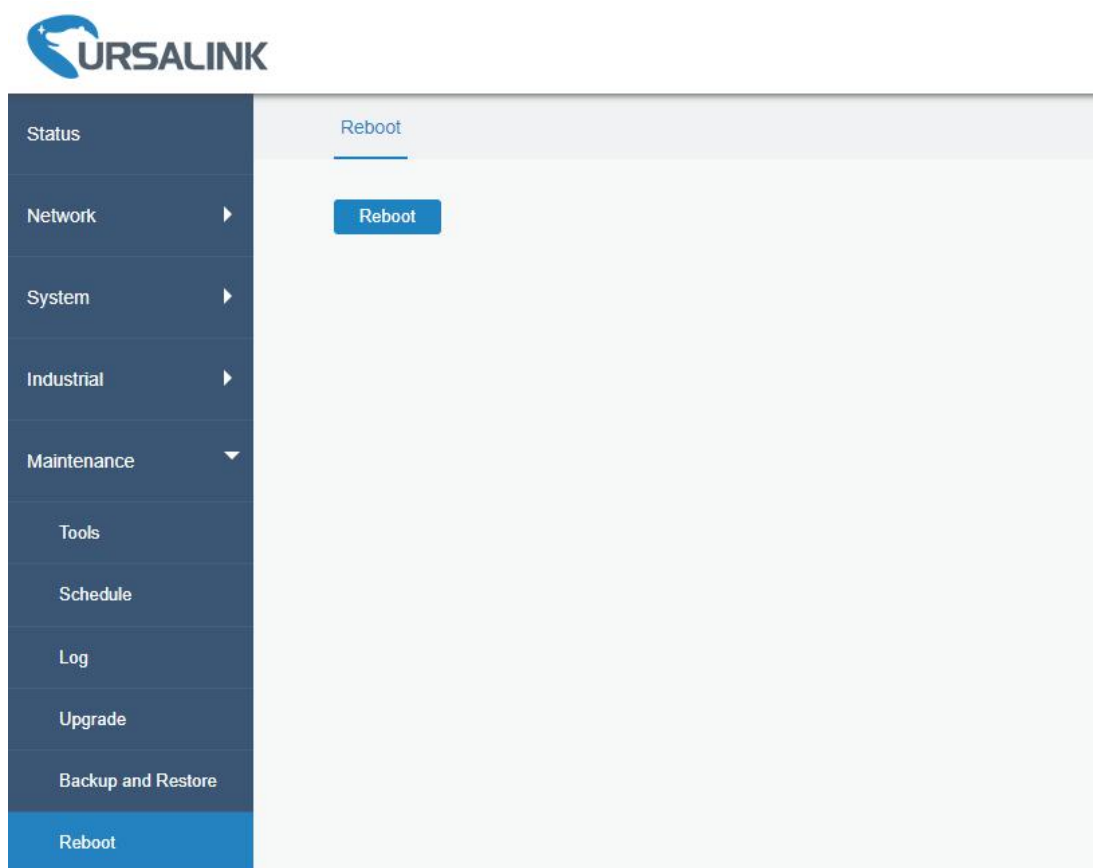 URSALINK
Status
Reboot
Network
Reboot
System
Industrial
Maintenance
Tools
Schedule
Log
Upgrade
Backup and Restore
Reboot